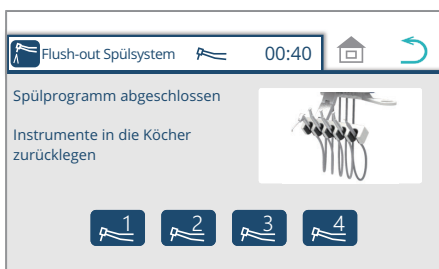 Flush-out Spülsystem 00:40
Spülprogramm abgeschlossen
Instrumente in die Köcher
zurücklegen
1 2 3 4